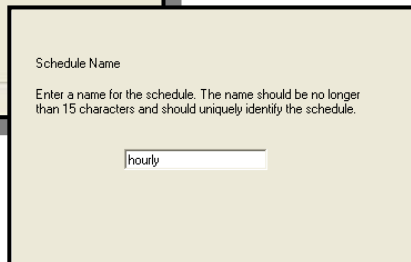 Schedule Name
Enter a name for the schedule. The name should be no longer
than 15 characters and should uniquely identify the schedule.
hourly